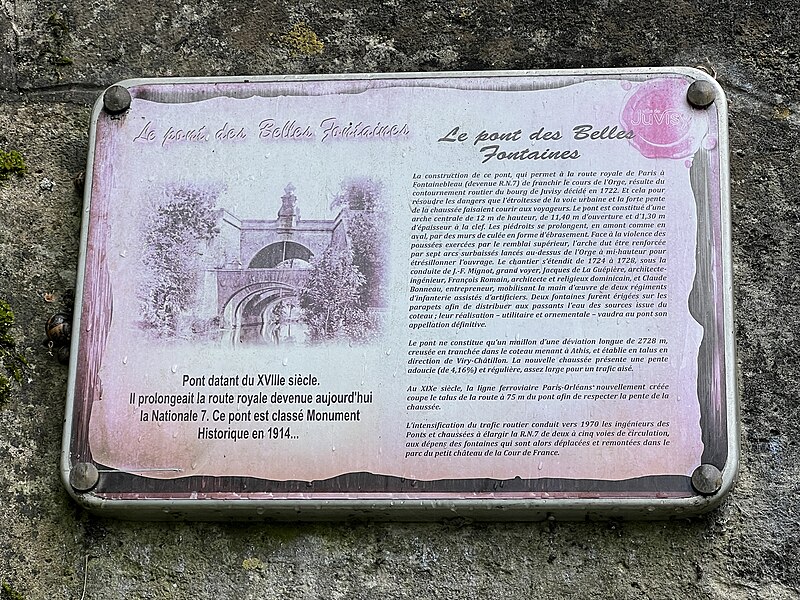 Le pont des Belles Fontaines
Pont datant du XVIIIe siècle.
Il prolongeait la route royale devenue aujourd'hui
la Nationale 7. Ce pont est classé Monument
Historique en 1914...
Ville de
JUVISY
Le pont des Belles
Fontaines
La construction de ce pont, qui permet à la route royale de Paris à
Fontainebleau (devenue R.N.7) de franchir le cours de l'Orge, résulte du
contournement routier du bourg de Juvisy décidé en 1722. Et cela pour
résoudre les dangers que l'étroitesse de la voie urbaine et la forte pente
de la chaussée faisaient courir aux voyageurs. Le pont est constitué d'une
arche centrale de 12 m de hauteur, de 11,40 m d'ouverture et d'1,30 m
d'épaisseur à la clef. Les piédroits se prolongent, en amont comme en
aval, par des murs de culée en forme d'ébrasement. Face à la violence des
poussées exercées par le remblai supérieur, l'arche dut être renforcée
par sept arcs surbaissés lancés au-dessus de l'Orge à mi-hauteur pour
étrésillonner l'ouvrage. Le chantier s'étendit de 1724 à 1728, sous la
conduite de J.-F. Mignot, grand voyer, Jacques de La Guépière, architecte-
ingénieur, François Romain, architecte et religieux dominicain, et Claude
Bonneau, entrepreneur, mobilisant la main d'œuvre de deux régiments
d'infanterie assistés d'artificiers. Deux fontaines furent érigées sur les
parapets afin de distribuer aux passants l'eau des sources issue du
coteau ; leur réalisation – utilitaire et ornementale – vaudra au pont son
appellation définitive.
Le pont ne constitue qu'un maillon d'une déviation longue de 2728 m,
creusée en tranchée dans le coteau menant à Athis, et établie en talus en
direction de Viry-Châtillon. La nouvelle chaussée présente une pente
adoucie (de 4,16%) et régulière, assez large pour un trafic aisé.
Au XIXe siècle, la ligne ferroviaire Paris-Orléans nouvellement créée
coupe le talus de la route à 75 m du pont afin de respecter la pente de la
chaussée.
L'intensification du trafic routier conduit vers 1970 les ingénieurs des
Ponts et chaussées à élargir la R.N.7 de deux à cinq voies de circulation,
aux dépens des fontaines qui sont alors déplacées et remontées dans le
parc du petit château de la Cour de France.